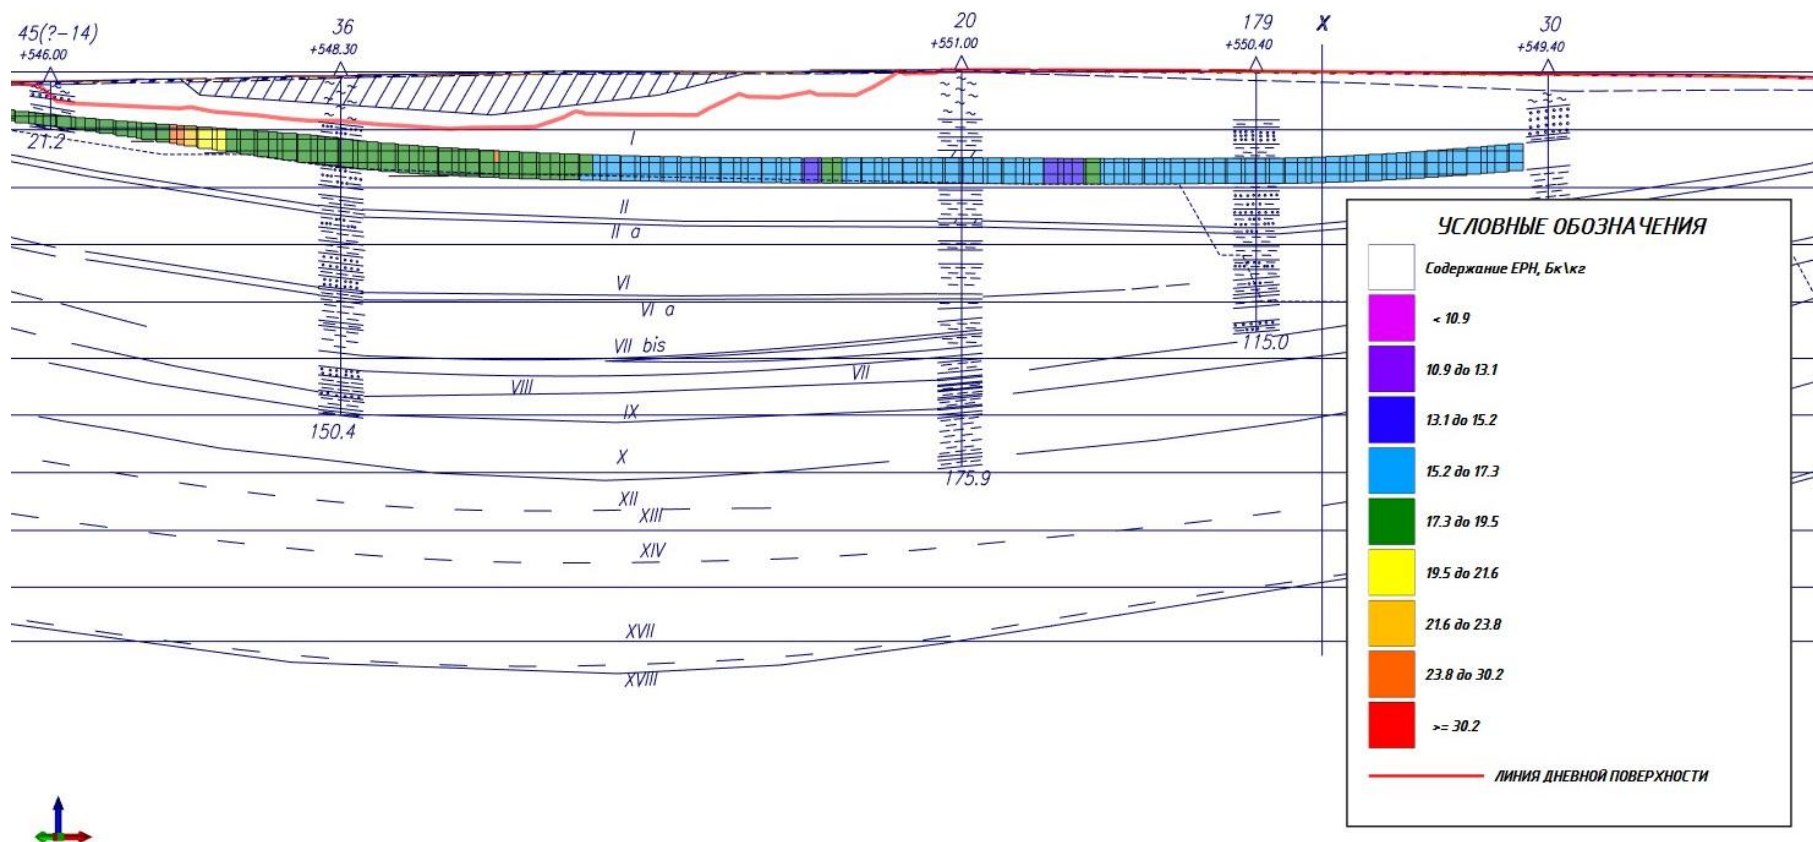 45(?-14)
+546.00
36
+548.30
20
+551.00
179
+550.40
X
30
+549.40
21.2
I
II
II a
VI
VI a
VII bis
VII
VIII
IX
150.4
X
175.9
115.0
XII
XIII
XIV
XVII
XVIII
УСЛОВНЫЕ ОБОЗНАЧЕНИЯ
Содержание ЕРН, Бк\кг
< 10.9
10.9 до 13.1
13.1 до 15.2
15.2 до 17.3
17.3 до 19.5
19.5 до 21.6
21.6 до 23.8
23.8 до 30.2
>= 30.2
ЛИНИЯ ДНЕВНОЙ ПОВЕРХНОСТИ